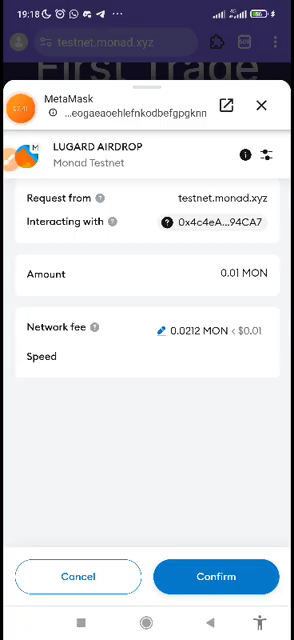 19:18
testnet.monad.xyz
First Trade
MetaMask
...eogaeaoehlefnkodbefgpgknn
LUGARD AIRDROP
Monad Testnet
Request from
testnet.monad.xyz
Interacting with
0x4c4eA...94CA7
Amount
0.01 MON
Network fee
0.0212 MON < $0.01
Speed
Cancel
Confirm